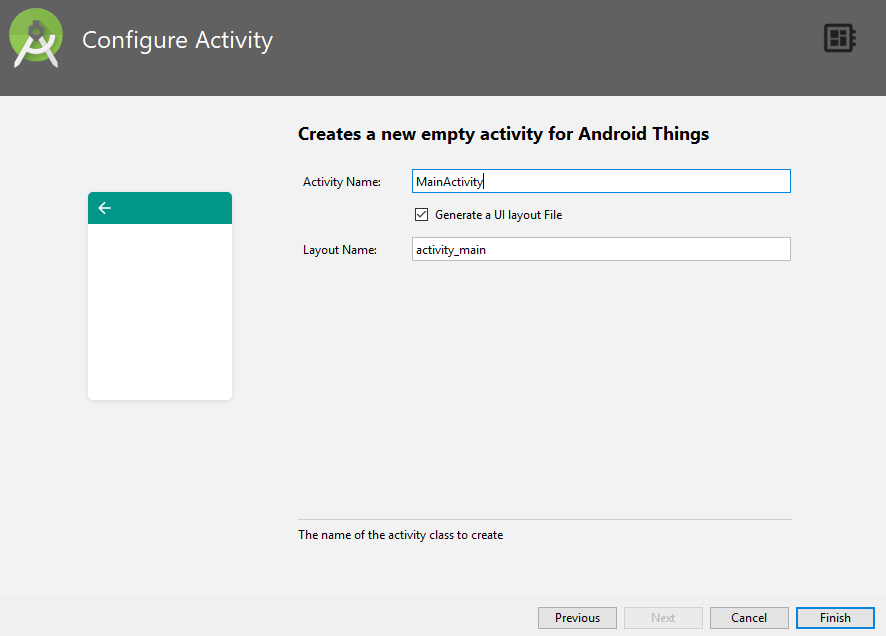 Configure Activity
Creates a new empty activity for Android Things
Activity Name: MainActivity
Generate a UI layout File
Layout Name: activity_main
The name of the activity class to create
Previous Next Cancel Finish